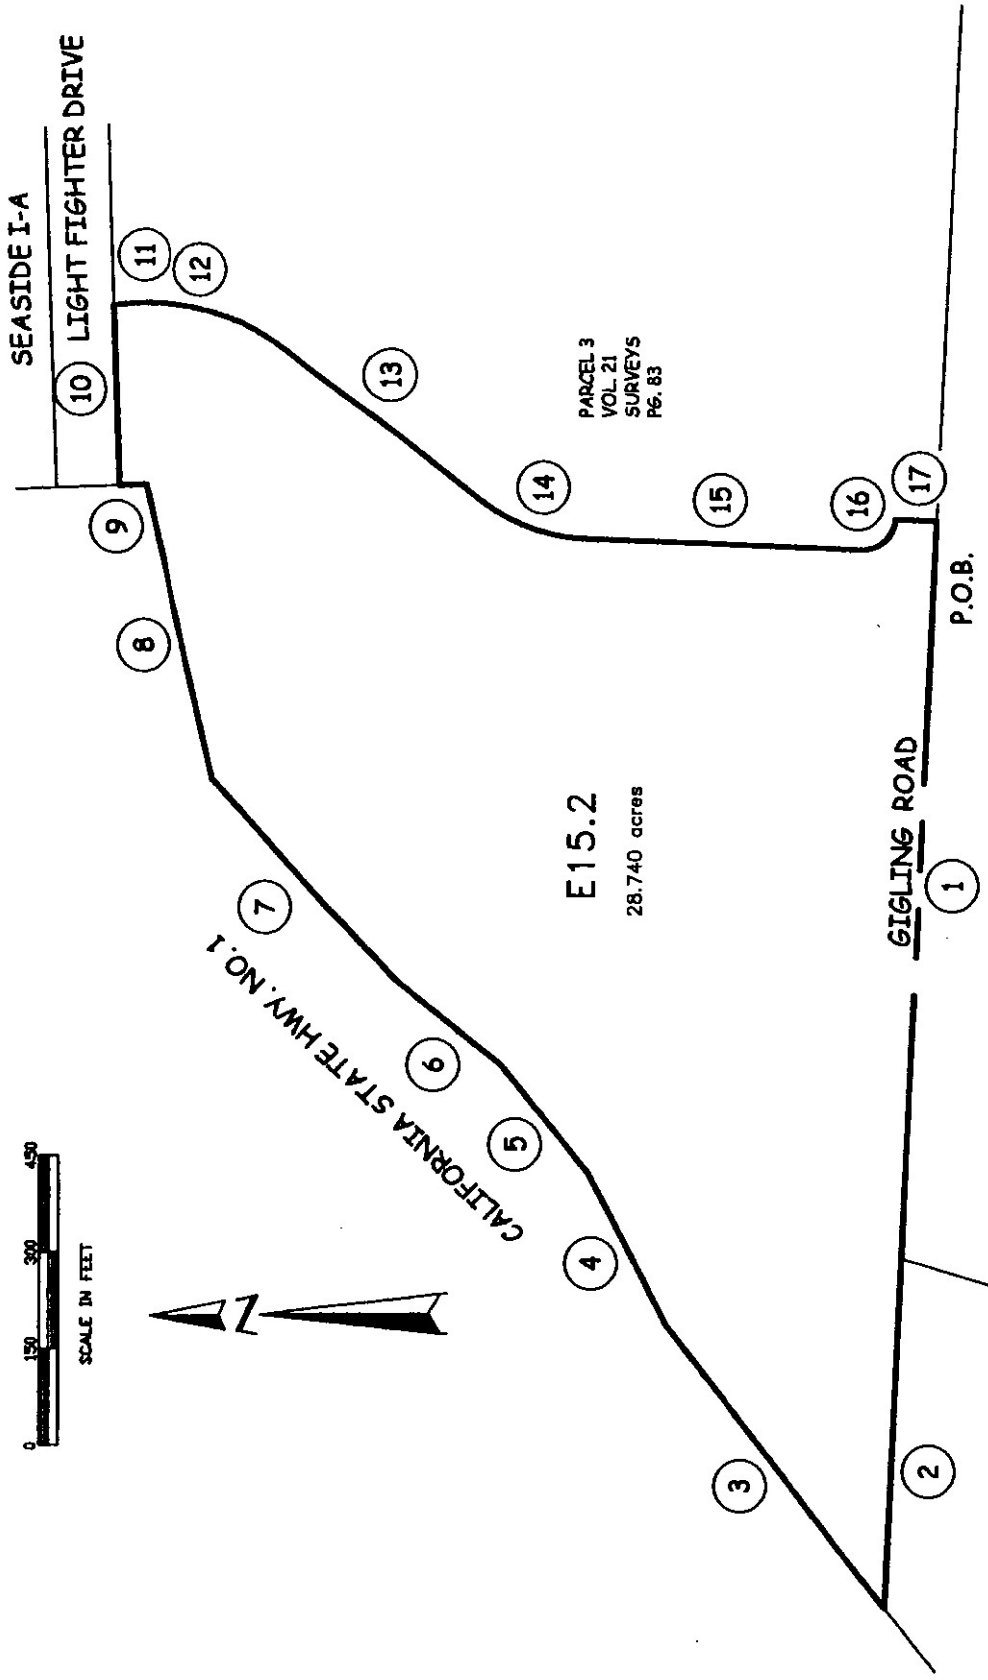 SEASIDE I-A
LIGHT FIGHTER DRIVE
10
11
12
9
8
13
7
CALIFORNIA STATE HWY. NO.1
6
5
4
3
PARCEL 3
VOL. 21
SURVEYS
PG. 83
14
15
16
17
E15.2
28.740 acres
GIGLING ROAD
1
2
P.O.B.
N
0 150 300 450
SCALE IN FEET